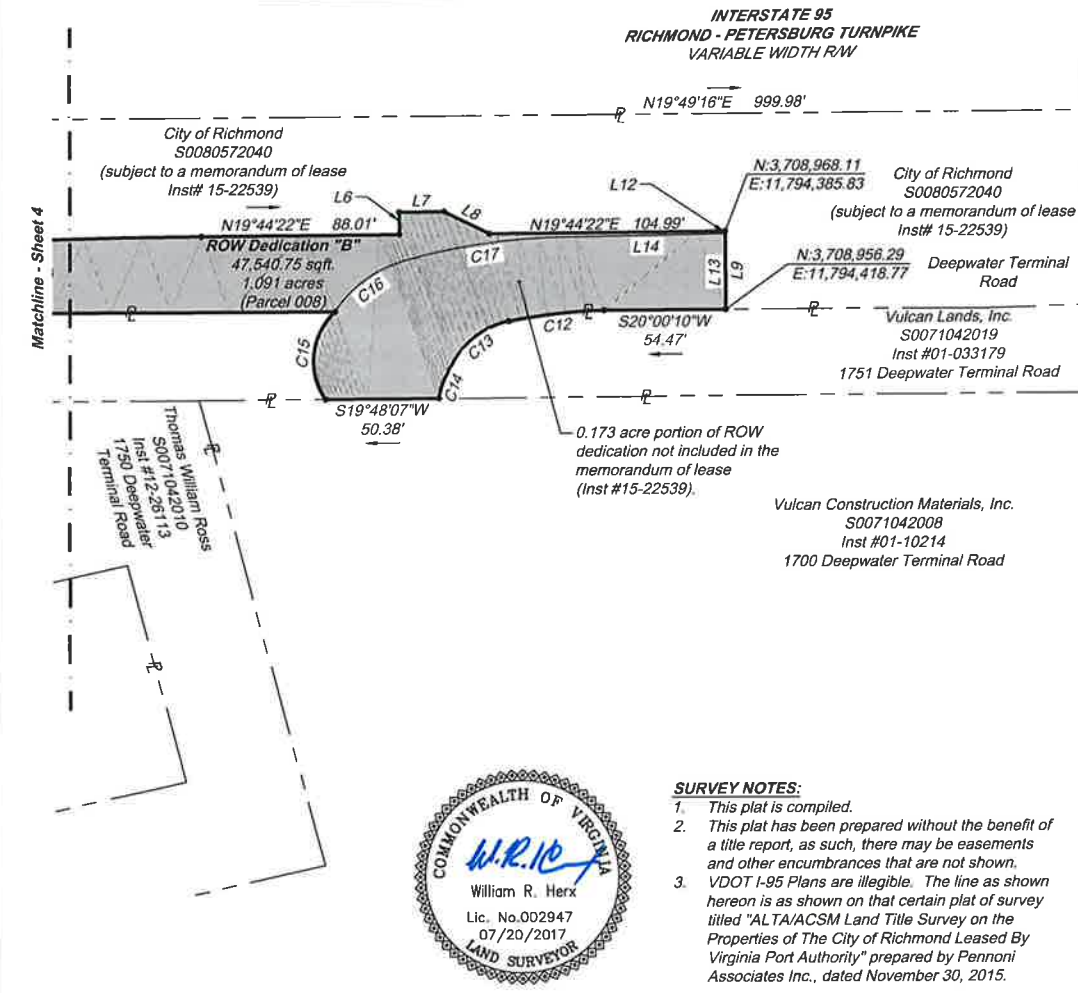 INTERSTATE 95
RICHMOND - PETERSBURG TURNPIKE
VARIABLE WIDTH R/W
N19°49'16"E 999.98'
City of Richmond
S0080572040
(subject to a memorandum of lease
Inst# 15-22539)
N:3,708,968.11
E:11,794,385.83
City of Richmond
S0080572040
(subject to a memorandum of lease
Inst# 15-22539)
L6
L7
L8
L12
N19°44'22"E 88.01'
N19°44'22"E 104.99'
L14
C17
C16
L13
L9
ROW Dedication "B"
47,540.75 sqft.
1.091 acres
(Parcel 008)
N:3,708,956.29
E:11,794,418.77
Deepwater Terminal
Road
Matchline - Sheet 4
C15
C14
C13
C12
S20°00'10"W
54.47'
Vulcan Lands, Inc.
S0071042019
Inst #01-033179
1751 Deepwater Terminal Road
S19°48'07"W
50.38'
0.173 acre portion of ROW
dedication not included in the
memorandum of lease
(Inst #15-22539).
Thomas William Ross
S0071042010
Inst #12-26113
1750 Deepwater
Terminal Road
Vulcan Construction Materials, Inc.
S0071042008
Inst #01-10214
1700 Deepwater Terminal Road
COMMONWEALTH OF VIRGINIA
William R. Herx
Lic. No.002947
07/20/2017
LAND SURVEYOR
SURVEY NOTES:
1. This plat is compiled.
2. This plat has been prepared without the benefit of
a title report, as such, there may be easements
and other encumbrances that are not shown.
3. VDOT I-95 Plans are illegible. The line as shown
hereon is as shown on that certain plat of survey
titled "ALTA/ACSM Land Title Survey on the
Properties of The City of Richmond Leased By
Virginia Port Authority" prepared by Pennoni
Associates Inc., dated November 30, 2015.